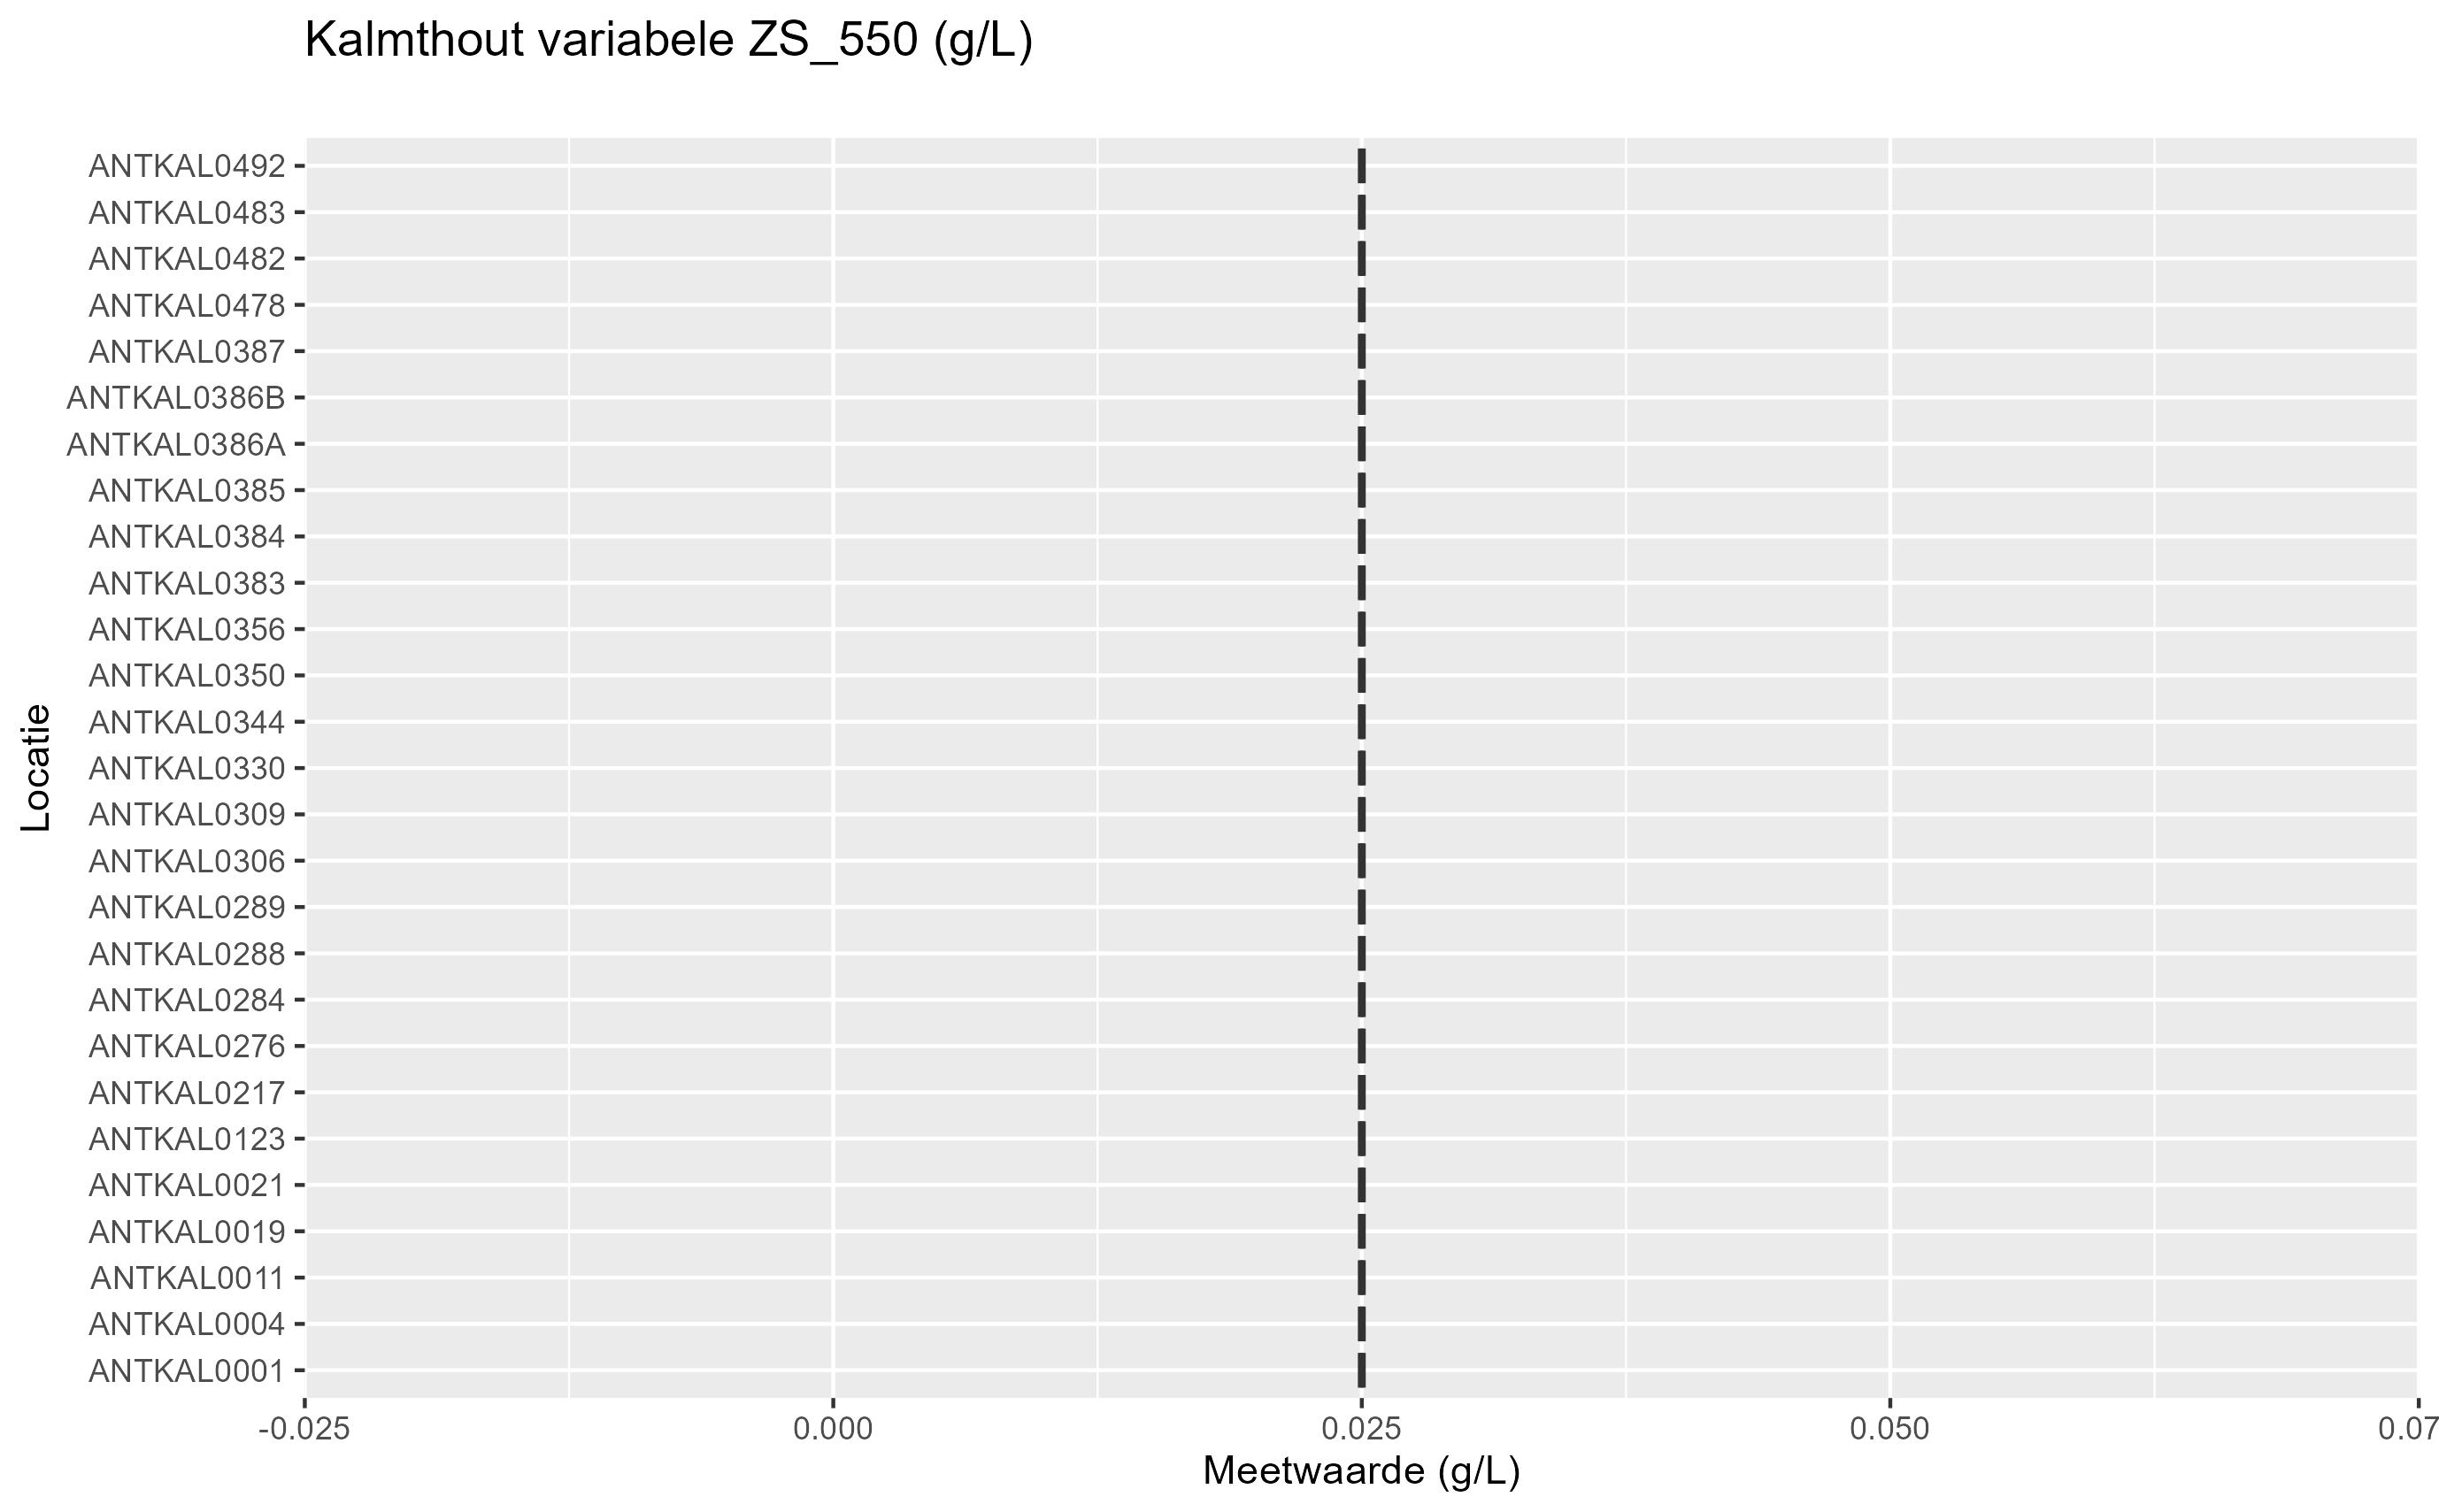 Kalmthout variabele ZS_550 (g/L)
ANTKAL0492
ANTKAL0483
ANTKAL0482
ANTKAL0478
ANTKAL0387
ANTKAL0386B
ANTKAL0386A
ANTKAL0385
ANTKAL0384
ANTKAL0383
ANTKAL0356
ANTKAL0350
ANTKAL0344
ANTKAL0330
ANTKAL0309
ANTKAL0306
ANTKAL0289
ANTKAL0288
ANTKAL0284
ANTKAL0276
ANTKAL0217
ANTKAL0123
ANTKAL0021
ANTKAL0019
ANTKAL0011
ANTKAL0004
ANTKAL0001
Locatie
-0.025 0.000 0.025 0.050 0.07
Meetwaarde (g/L)